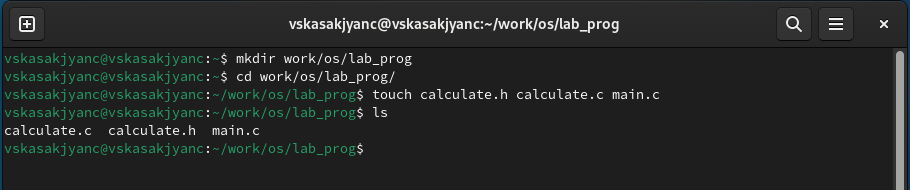 vskasakjyanc@vskasakjyanc:~/work/os/lab_prog
vskasakjyanc@vskasakjyanc:~$ mkdir work/os/lab_prog
vskasakjyanc@vskasakjyanc:~$ cd work/os/lab_prog/
vskasakjyanc@vskasakjyanc:~/work/os/lab_prog$ touch calculate.h calculate.c main.c
vskasakjyanc@vskasakjyanc:~/work/os/lab_prog$ ls
calculate.c  calculate.h  main.c
vskasakjyanc@vskasakjyanc:~/work/os/lab_prog$